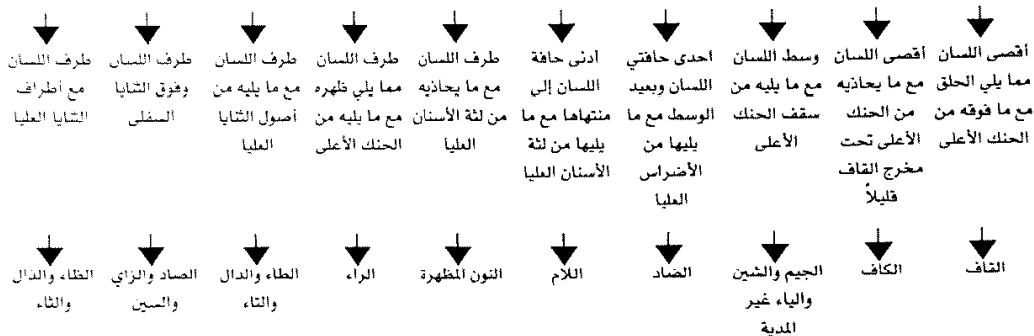 أقصى اللسان
مما يلي الحلق
مع ما فوقه من
الحنك الأعلى
أقصى اللسان
مع ما يحاذيه
من الحنك
الأعلى تحت
مخرج القاف
قليلاً
وسط اللسان
مع ما يليه من
سقف الحنك
الأعلى
احدى حافتي
اللسان وبعيد
الوسط مع ما
يليها من
الأضراس
العليا
أدنى حافة
اللسان إلى
منتهاها مع ما
يليها من لثة
الأسنان العليا
طرف اللسان
مع ما يحاذيه
من لثة الأسنان
العليا
طرف اللسان
مما يلي ظهره
مع ما يليه من
الحنك الأعلى
طرف اللسان
مع ما يليه من
أصول الثنايا
العليا
طرف اللسان
وفوق الثنايا
السفلى
طرف اللسان
مع أطراف
الثنايا العليا
القاف
الكاف
الجيم والشين
والياء غير
المدية
الضاد
اللام
النون المظهرة
الراء
الطاء والدال
والتاء
الصاد والزاي
والسين
الظاء والذال
والثاء